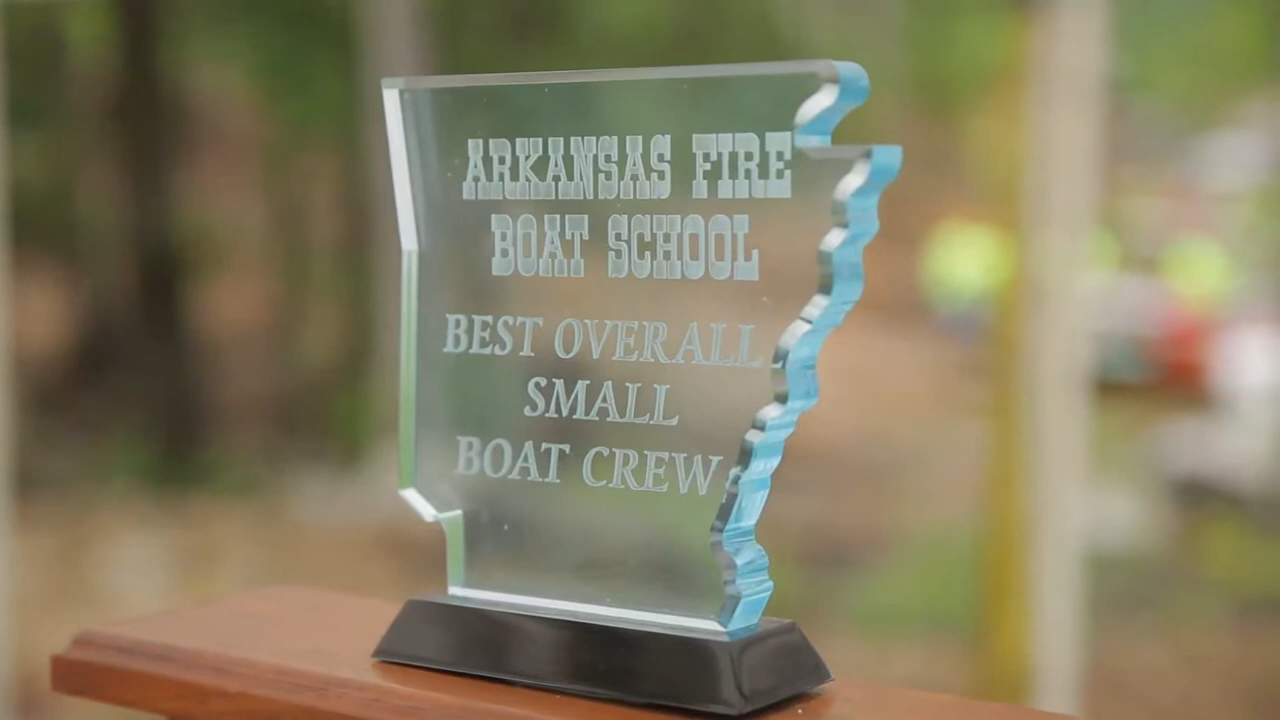 ARKANSAS FIRE
BOAT SCHOOL
BEST OVERALL
SMALL
BOAT CREW